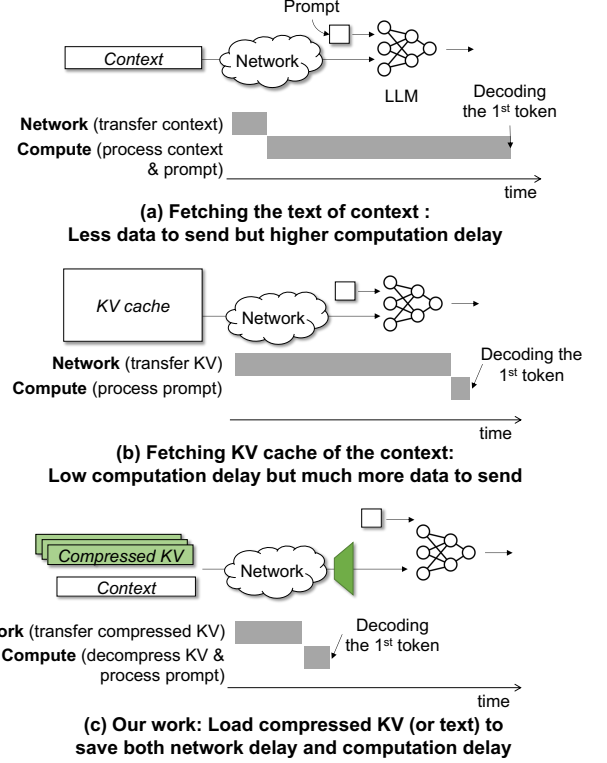 Prompt
Context
Network
LLM
Decoding
the 1st token
Network (transfer context)
Compute (process context
& prompt)
time
(a) Fetching the text of context :
Less data to send but higher computation delay
KV cache
Network
Network (transfer KV)
Decoding the
1st token
Compute (process prompt)
time
(b) Fetching KV cache of the context:
Low computation delay but much more data to send
Compressed KV
Network
Context
ork (transfer compressed KV)
Decoding
the 1st token
Compute (decompress KV &
process prompt)
time
(c) Our work: Load compressed KV (or text) to
save both network delay and computation delay